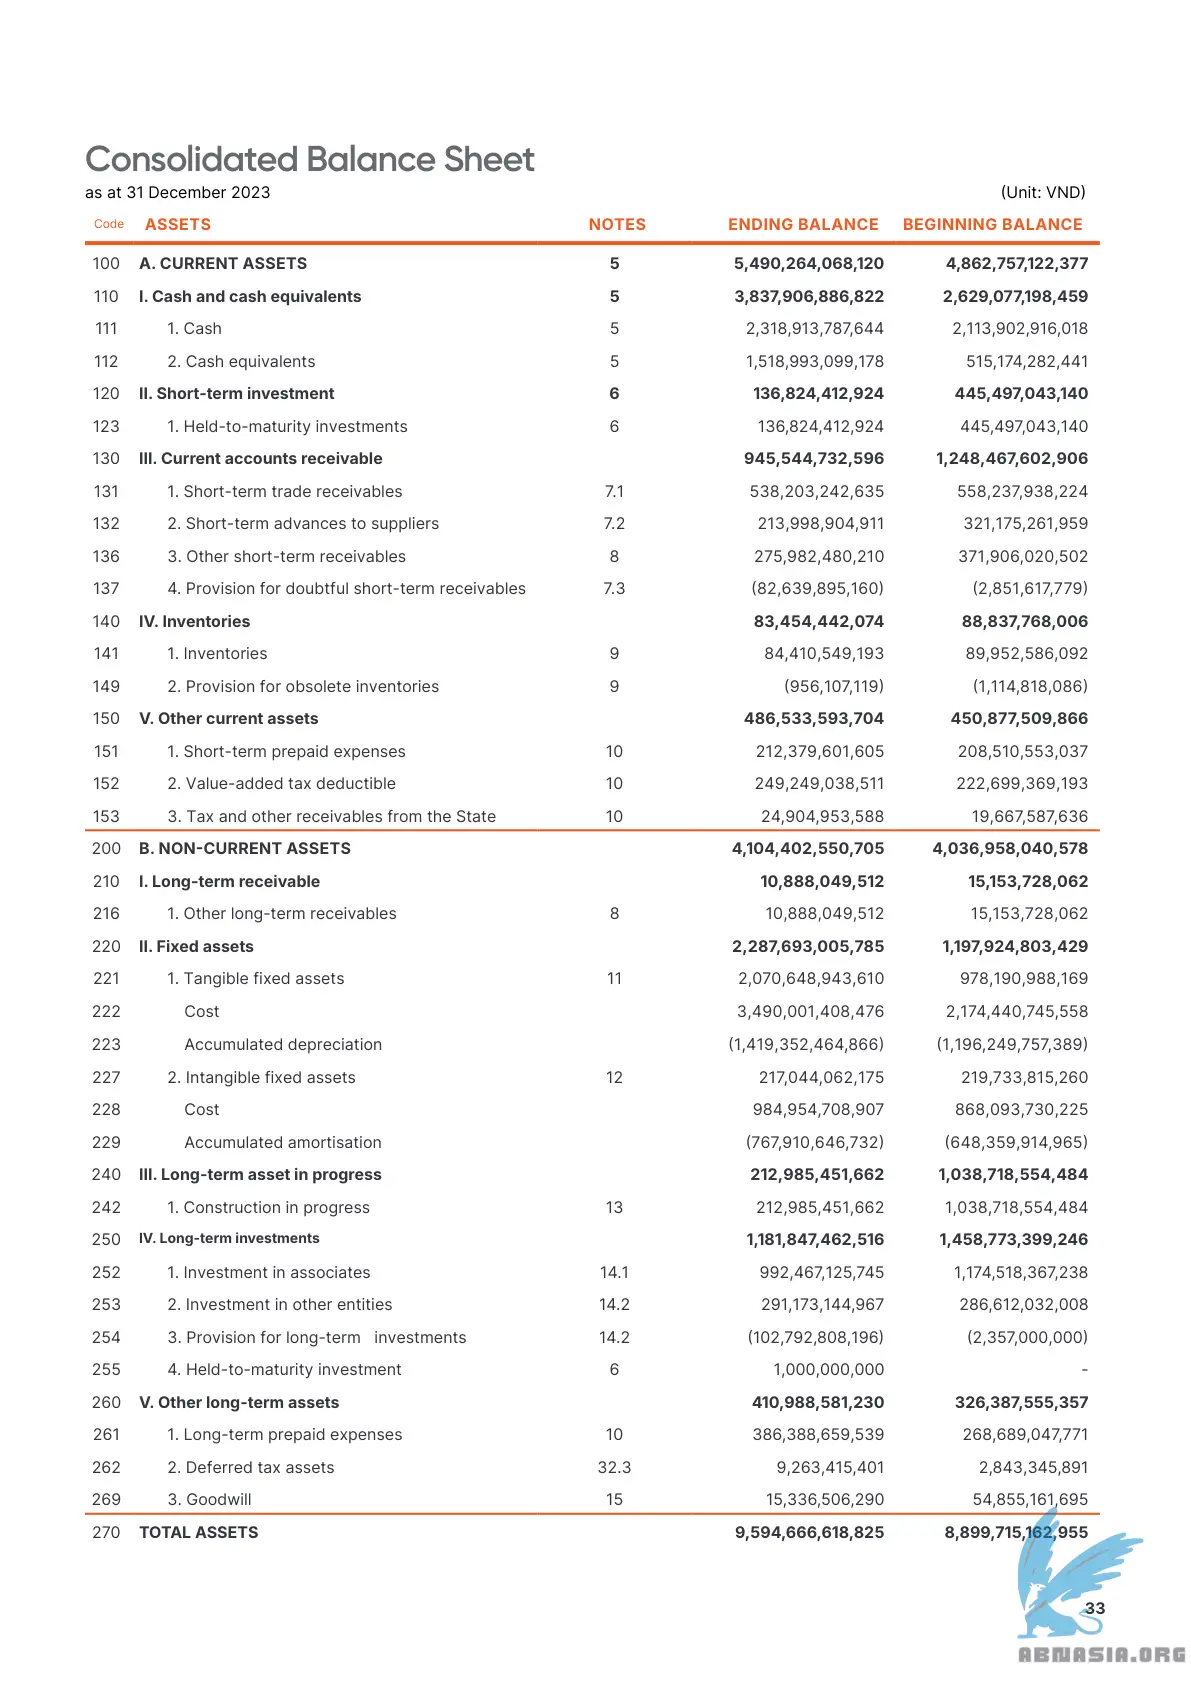 Consolidated Balance Sheet
as at 31 December 2023 (Unit: VND)
Code ASSETS NOTES ENDING BALANCE BEGINNING BALANCE
100 A. CURRENT ASSETS 5 5,490,264,068,120 4,862,757,122,377
110 I. Cash and cash equivalents 5 3,837,906,886,822 2,629,077,198,459
111 1. Cash 5 2,318,913,787,644 2,113,902,916,018
112 2. Cash equivalents 5 1,518,993,099,178 515,174,282,441
120 II. Short-term investment 6 136,824,412,924 445,497,043,140
123 1. Held-to-maturity investments 6 136,824,412,924 445,497,043,140
130 III. Current accounts receivable 945,544,732,596 1,248,467,602,906
131 1. Short-term trade receivables 7.1 538,203,242,635 558,237,938,224
132 2. Short-term advances to suppliers 7.2 213,998,904,911 321,175,261,959
136 3. Other short-term receivables 8 275,982,480,210 371,906,020,502
137 4. Provision for doubtful short-term receivables 7.3 (82,639,895,160) (2,851,617,779)
140 IV. Inventories 83,454,442,074 88,837,768,006
141 1. Inventories 9 84,410,549,193 89,952,586,092
149 2. Provision for obsolete inventories 9 (956,107,119) (1,114,818,086)
150 V. Other current assets 486,533,593,704 450,877,509,866
151 1. Short-term prepaid expenses 10 212,379,601,605 208,510,553,037
152 2. Value-added tax deductible 10 249,249,038,511 222,699,369,193
153 3. Tax and other receivables from the State 10 24,904,953,588 19,667,587,636
200 B. NON-CURRENT ASSETS 4,104,402,550,705 4,036,958,040,578
210 I. Long-term receivable 10,888,049,512 15,153,728,062
216 1. Other long-term receivables 8 10,888,049,512 15,153,728,062
220 II. Fixed assets 2,287,693,005,785 1,197,924,803,429
221 1. Tangible fixed assets 11 2,070,648,943,610 978,190,988,169
222 Cost 3,490,001,408,476 2,174,440,745,558
223 Accumulated depreciation (1,419,352,464,866) (1,196,249,757,389)
227 2. Intangible fixed assets 12 217,044,062,175 219,733,815,260
228 Cost 984,954,708,907 868,093,730,225
229 Accumulated amortisation (767,910,646,732) (648,359,914,965)
240 III. Long-term asset in progress 212,985,451,662 1,038,718,554,484
242 1. Construction in progress 13 212,985,451,662 1,038,718,554,484
250 IV. Long-term investments 1,181,847,462,516 1,458,773,399,246
252 1. Investment in associates 14.1 992,467,125,745 1,174,518,367,238
253 2. Investment in other entities 14.2 291,173,144,967 286,612,032,008
254 3. Provision for long-term investments 14.2 (102,792,808,196) (2,357,000,000)
255 4. Held-to-maturity investment 6 1,000,000,000 -
260 V. Other long-term assets 410,988,581,230 326,387,555,357
261 1. Long-term prepaid expenses 10 386,388,659,539 268,689,047,771
262 2. Deferred tax assets 32.3 9,263,415,401 2,843,345,891
269 3. Goodwill 15 15,336,506,290 54,855,161,695
270 TOTAL ASSETS 9,594,666,618,825 8,899,715,162,955
33
ABNASIA.ORG